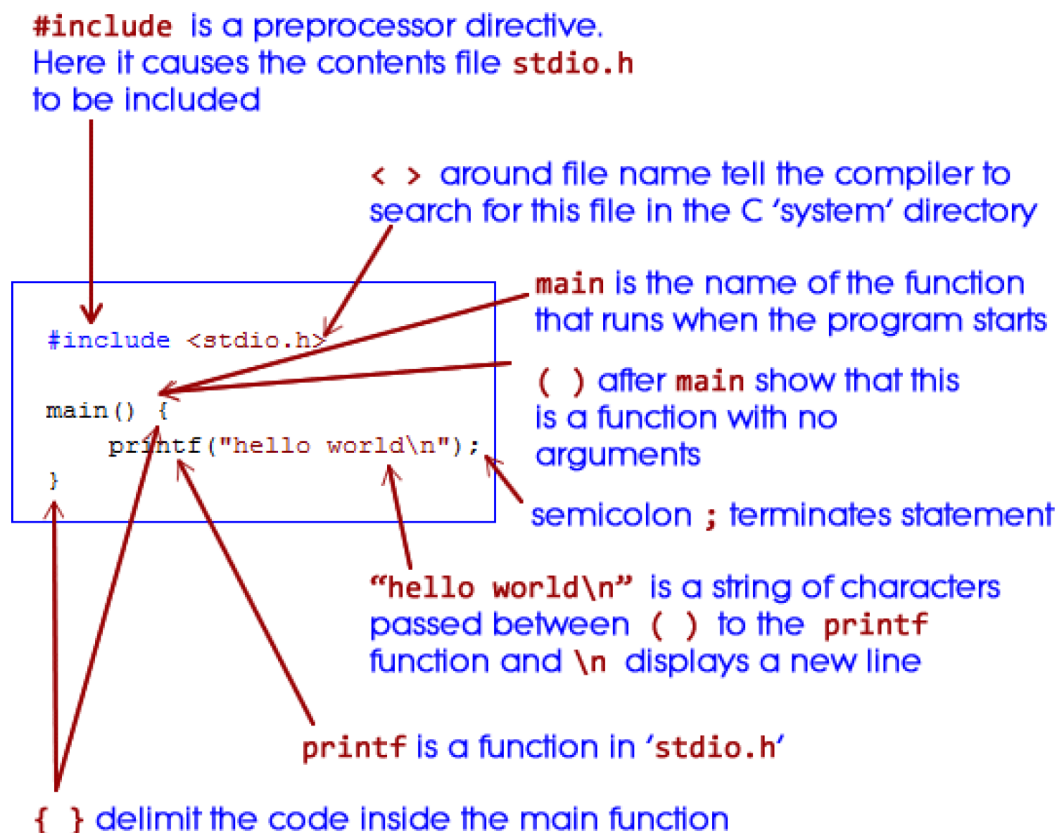 #include is a preprocessor directive.
Here it causes the contents file stdio.h
to be included
< > around file name tell the compiler to
search for this file in the C ‘system’ directory
main is the name of the function
that runs when the program starts
#include <stdio.h>
( ) after main show that this
is a function with no
arguments
main() {
printf("hello world\n");
}
semicolon ; terminates statement
“hello world\n” is a string of characters
passed between ( ) to the printf
function and \n displays a new line
printf is a function in ‘stdio.h’
{ } delimit the code inside the main function